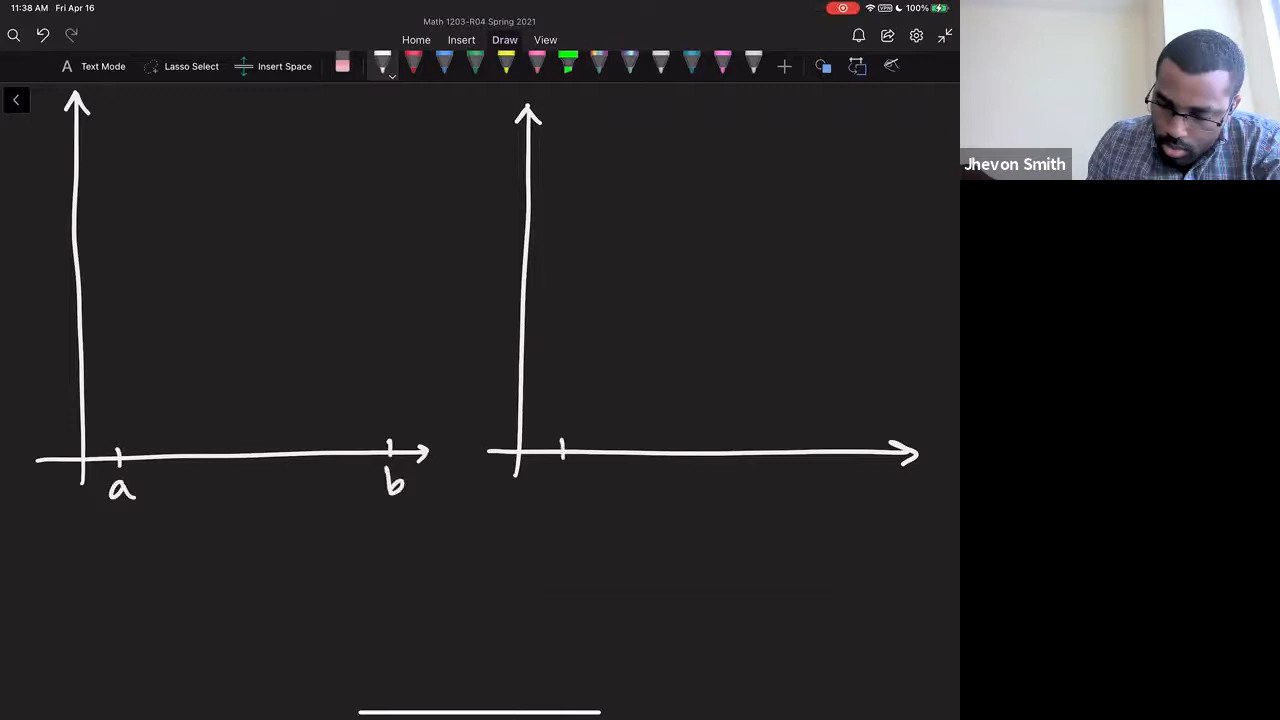 11:38 AM Fri Apr 16
VPN 100%
Math 1203-R04 Spring 2021
Home Insert Draw View
A Text Mode Lasso Select Insert Space
Jhevon Smith
a b